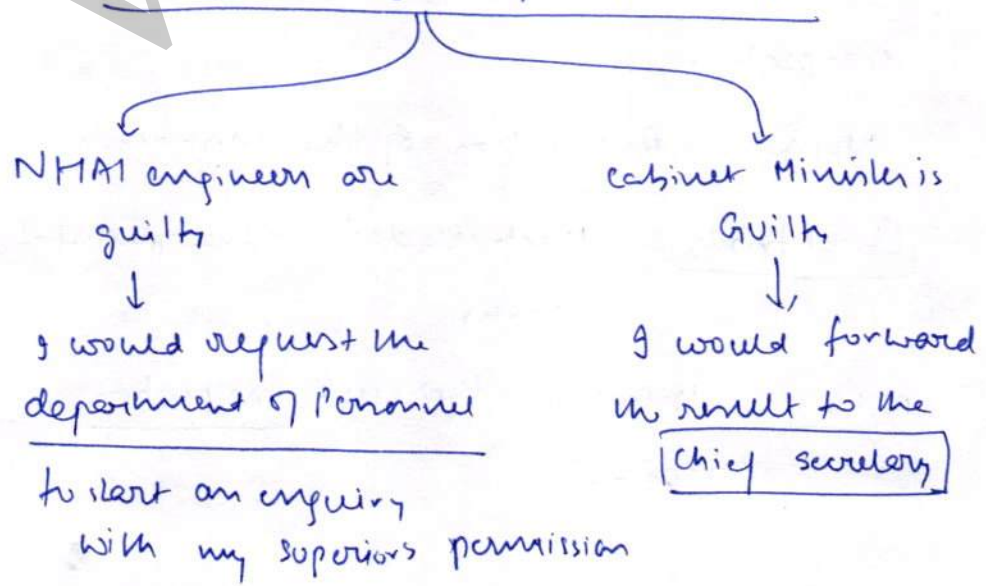 NHAI engineers are
guilty
I would request the
department of Personnel
to start an enquiry
with my superiors permission
cabinet Minister is
Guilty
I would forward
the result to the
Chief secretary